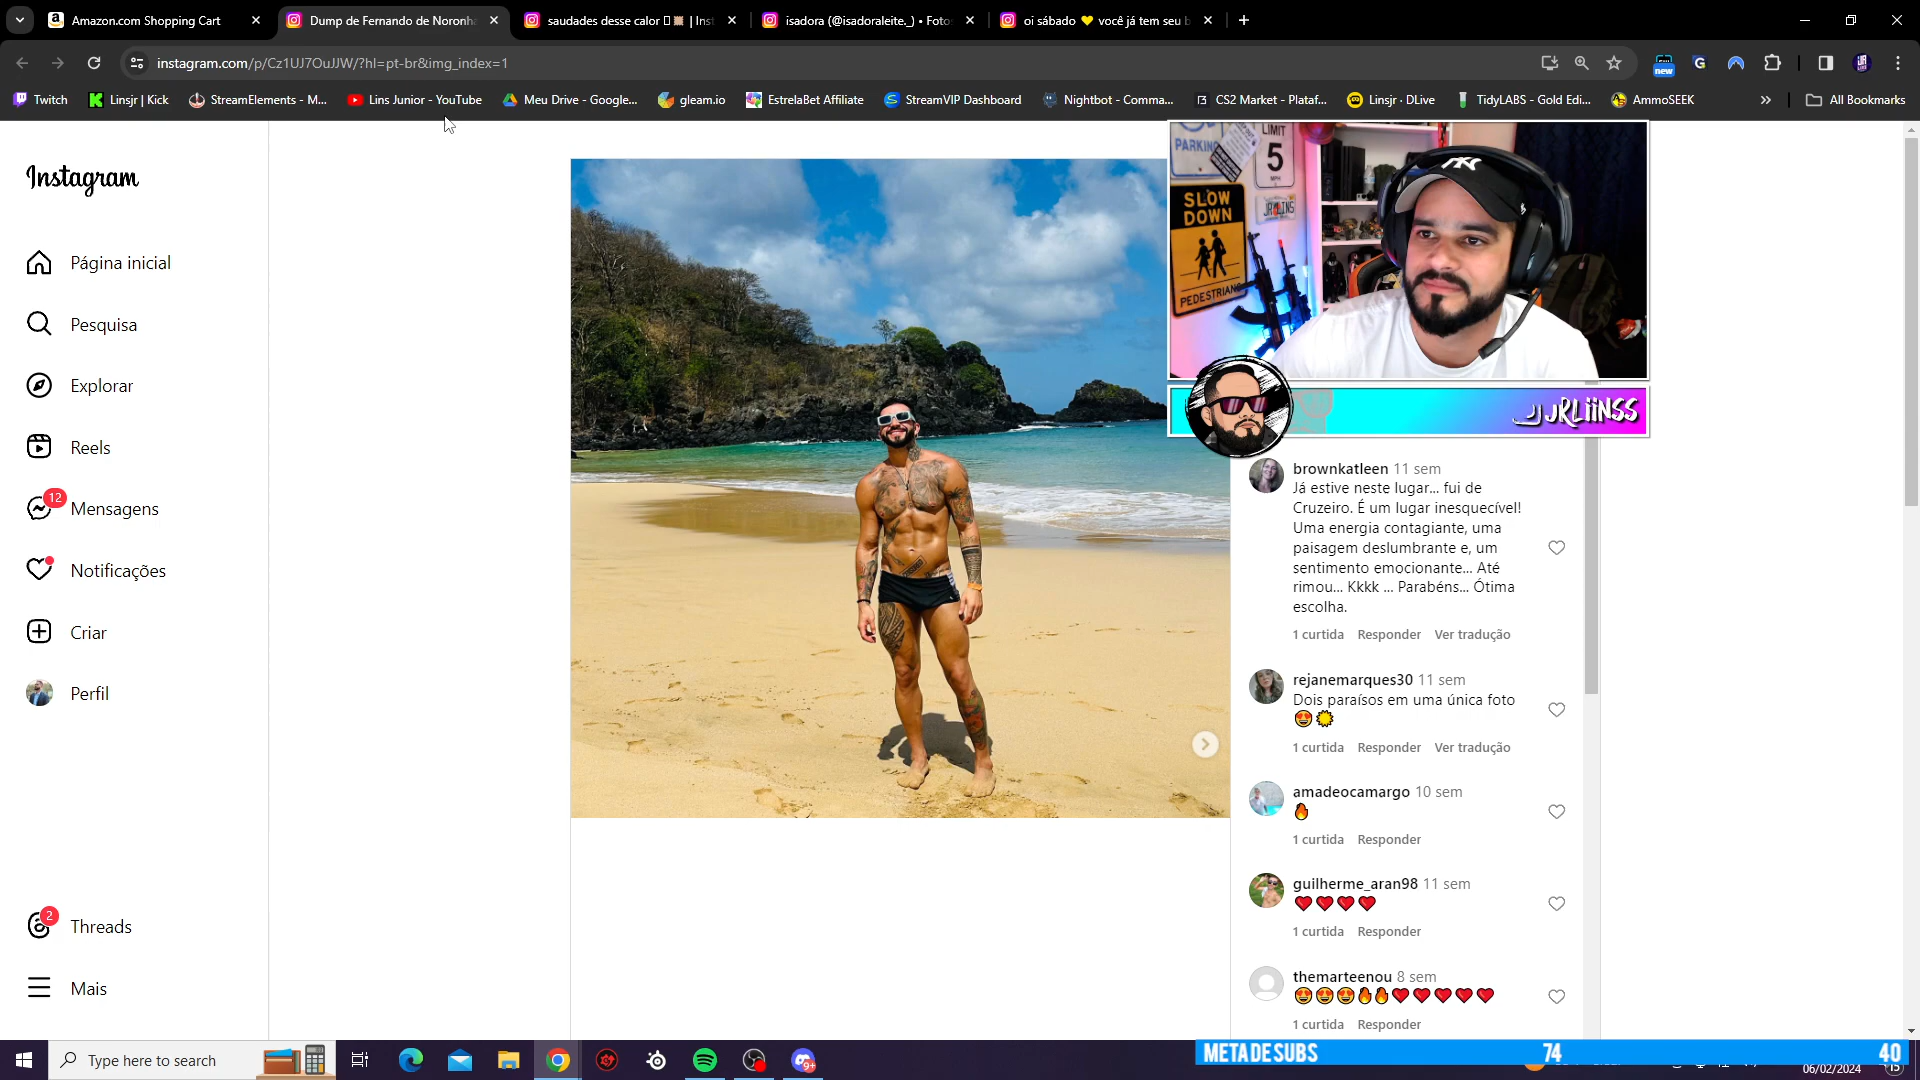 Amazon.com Shopping Cart
Dump de Fernando de Noronha
saudades desse calor
| Inst
isadora (@isadoraleite._) • Fotos
oi sábado 💛 você já tem seu b
instagram.com/p/Cz1UJ7OuJJW/?hl=pt-br&img_index=1
new
Twitch
Linsjr | Kick
StreamElements - M...
Lins Junior - YouTube
Meu Drive - Google...
gleam.io
EstrelaBet Affiliate
StreamVIP Dashboard
Nightbot - Comma...
CS2 Market - Plataf...
Linsjr · DLive
TidyLABS - Gold Edi...
AmmoSEEK
All Bookmarks
Instagram
Página inicial
Pesquisa
Explorar
Reels
12
Mensagens
Notificações
Criar
Perfil
2
Threads
Mais
PARKING
LIMIT
5
MPH
SLOW
DOWN
PEDESTRIANS
JRLIINSS
brownkatleen 11 sem
Já estive neste lugar... fui de
Cruzeiro. É um lugar inesquecível!
Uma energia contagiante, uma
paisagem deslumbrante e, um
sentimento emocionante... Até
rimou... Kkkk ... Parabéns... Ótima
escolha.
1 curtida Responder Ver tradução
rejanemarques30 11 sem
Dois paraísos em uma única foto
😍🌞
1 curtida Responder Ver tradução
amadeocamargo 10 sem
🔥
1 curtida Responder
guilherme_aran98 11 sem
❤️❤️❤️❤️
1 curtida Responder
themarteenou 8 sem
😍😍😍🔥🔥❤️❤️❤️❤️❤️
1 curtida Responder
Type here to search
9+
META DE SUBS 74 40
06/02/2024
15